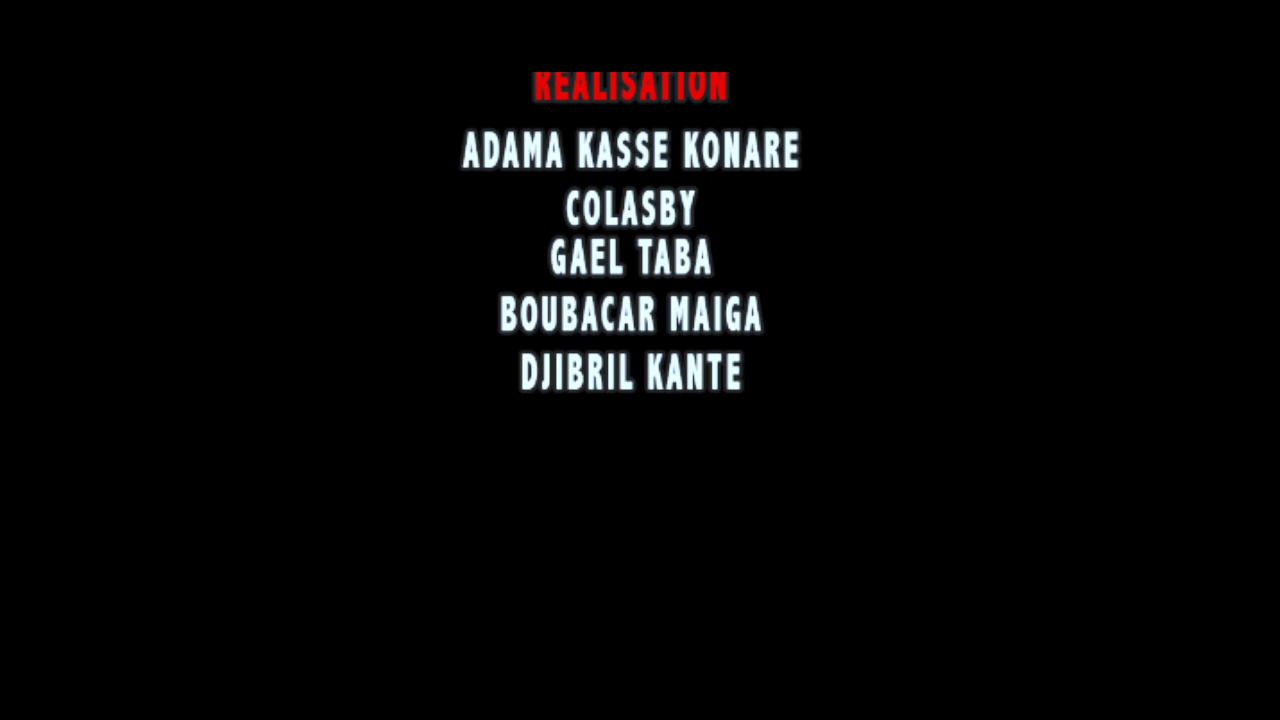 REALISATION
ADAMA KASSE KONARE
COLASBY
GAEL TABA
BOUBACAR MAIGA
DJIBRIL KANTE